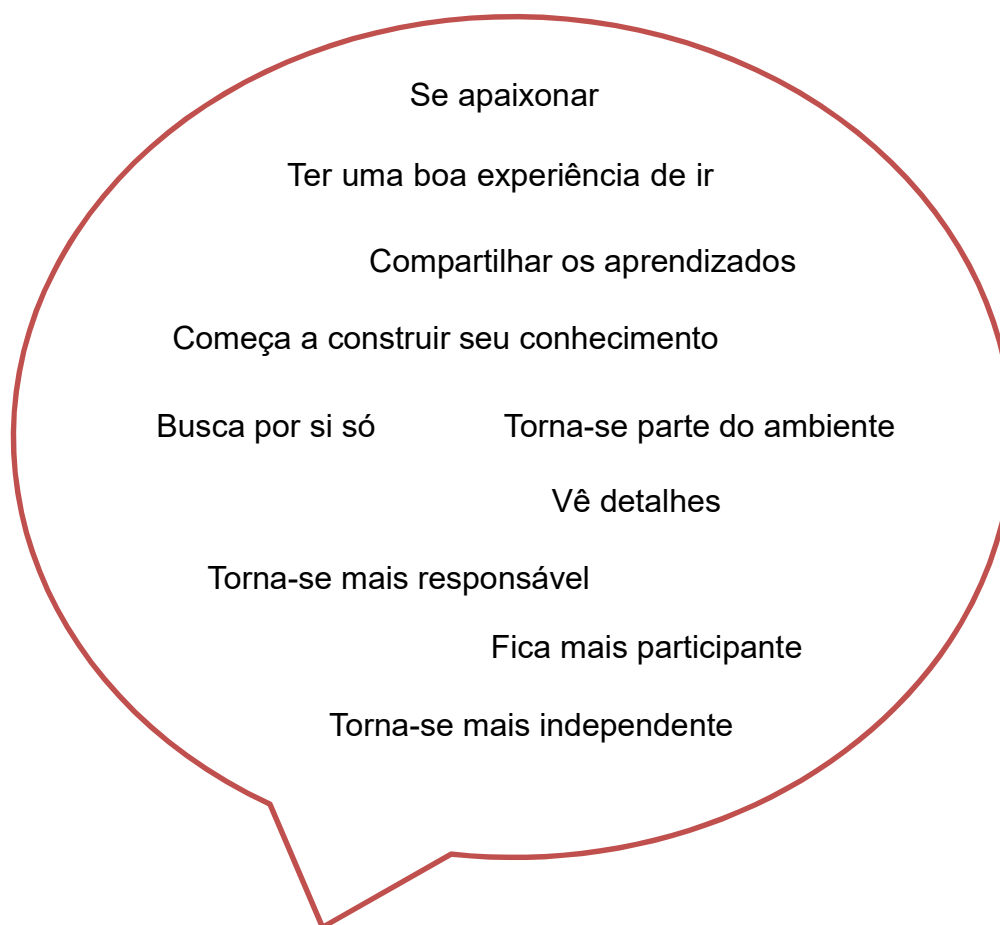 Se apaixonar
Ter uma boa experiência de ir
Compartilhar os aprendizados
Começa a construir seu conhecimento
Busca por si só
Torna-se parte do ambiente
Vê detalhes
Torna-se mais responsável
Fica mais participante
Torna-se mais independente